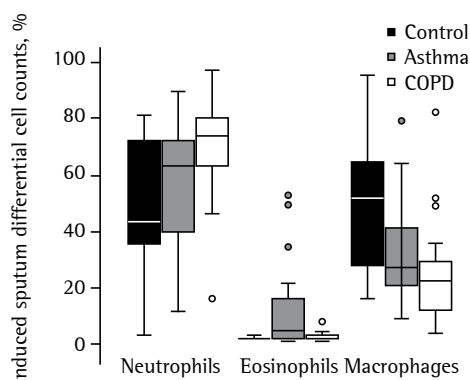 nduced sputum differential cell counts, %
Control
Asthma
COPD
100
80
60
40
20
0
Neutrophils Eosinophils Macrophages